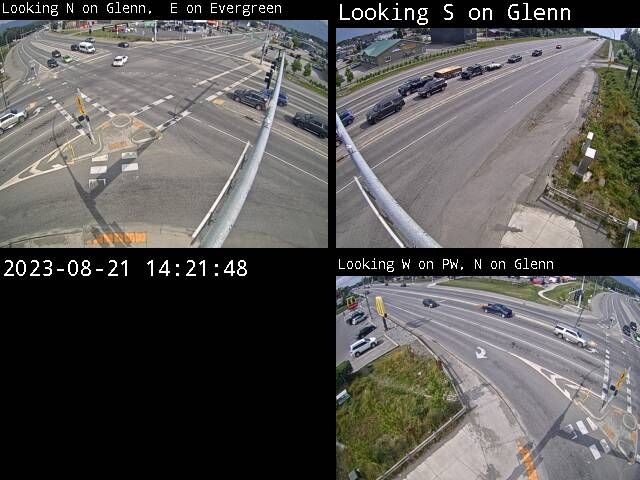 Looking N on Glenn,  E on Evergreen
Looking S on Glenn
2023-08-21 14:21:48
Looking W on PW, N on Glenn